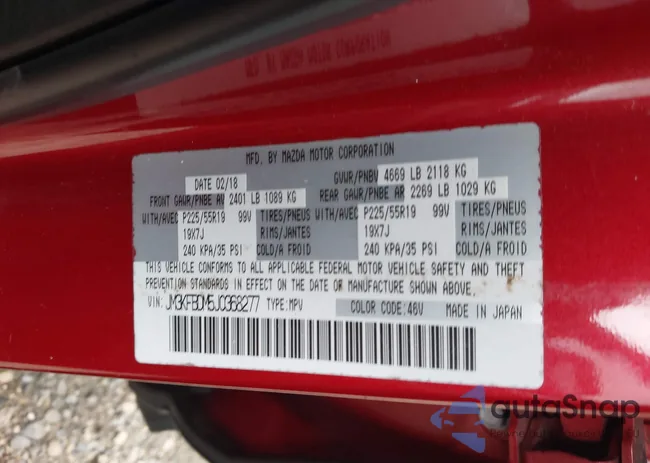 MFD. BY MAZDA MOTOR CORPORATION
DATE 02/18 GVWR/PNBV 4669 LB 2118 KG
FRONT GAWR/PNBE AV 2401 LB 1089 KG REAR GAWR/PNBE AR 2269 LB 1029 KG
WITH/AVEC P225/55R19 99V TIRES/PNEUS WITH/AVEC P225/55R19 99V TIRES/PNEUS
19X7J RIMS/JANTES 19X7J RIMS/JANTES
240 KPA/35 PSI COLD/A FROID 240 KPA/35 PSI COLD/A FROID
THIS VEHICLE CONFORMS TO ALL APPLICABLE FEDERAL MOTOR VEHICLE SAFETY AND THEFT
PREVENTION STANDARDS IN EFFECT ON THE DATE OF MANUFACTURE SHOWN ABOVE.
VIN: JM3KFBDM5J0368277 TYPE:MPV COLOR CODE:46V MADE IN JAPAN
gutaSnap